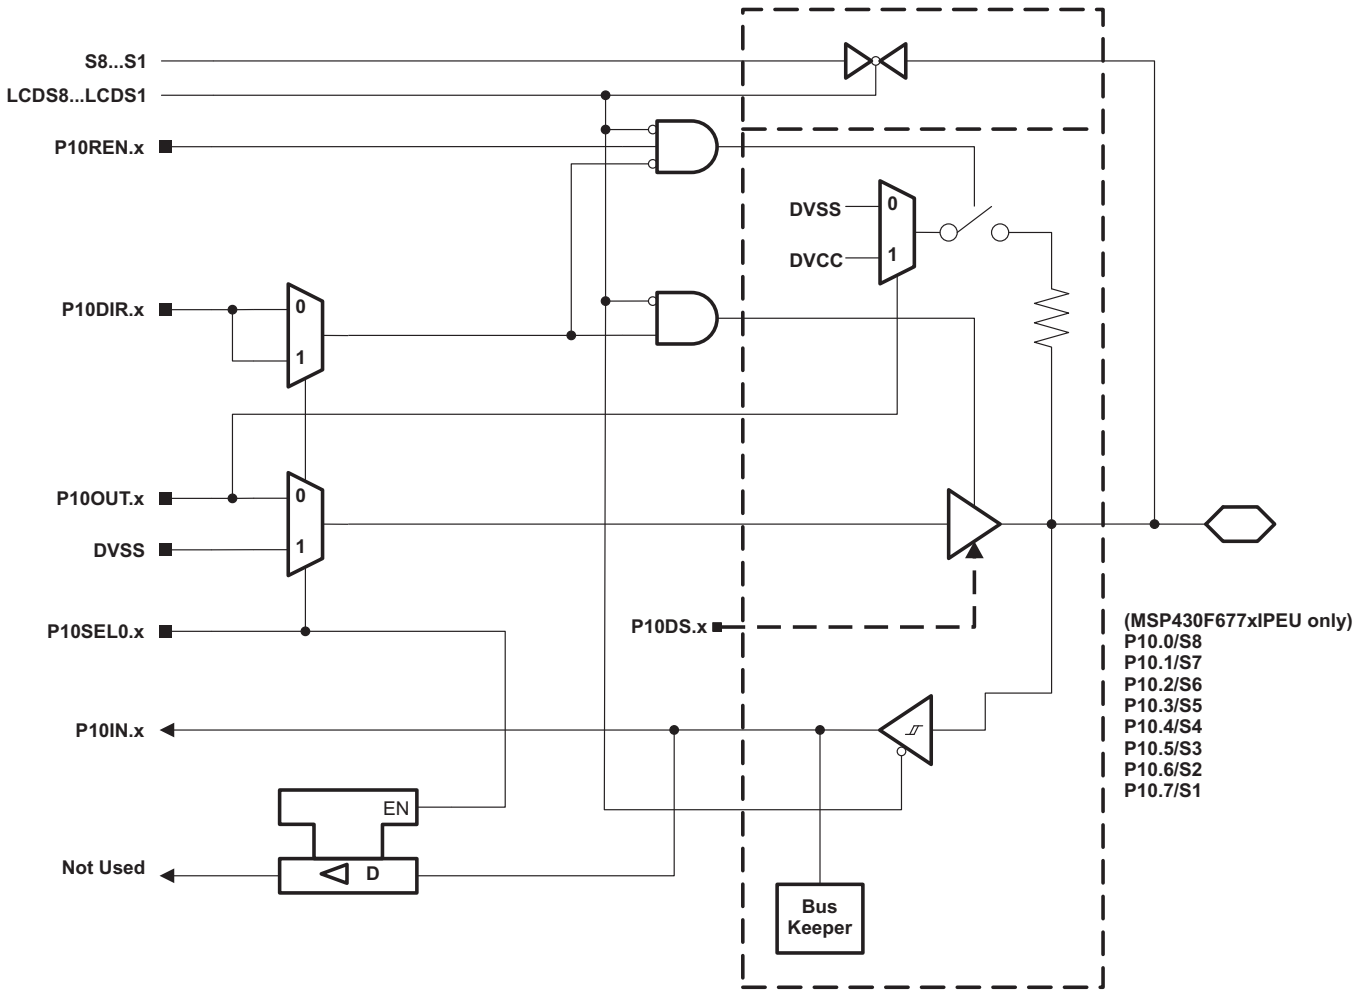 S8...S1
LCDS8...LCDS1
P10REN.x
DVSS
0
DVCC
1
P10DIR.x
0
1
P10OUT.x
0
DVSS
1
P10SEL0.x
P10DS.x
(MSP430F677xIPEU only)
P10.0/S8
P10.1/S7
P10.2/S6
P10.3/S5
P10.4/S4
P10.5/S3
P10.6/S2
P10.7/S1
P10IN.x
EN
Not Used
D
Bus
Keeper